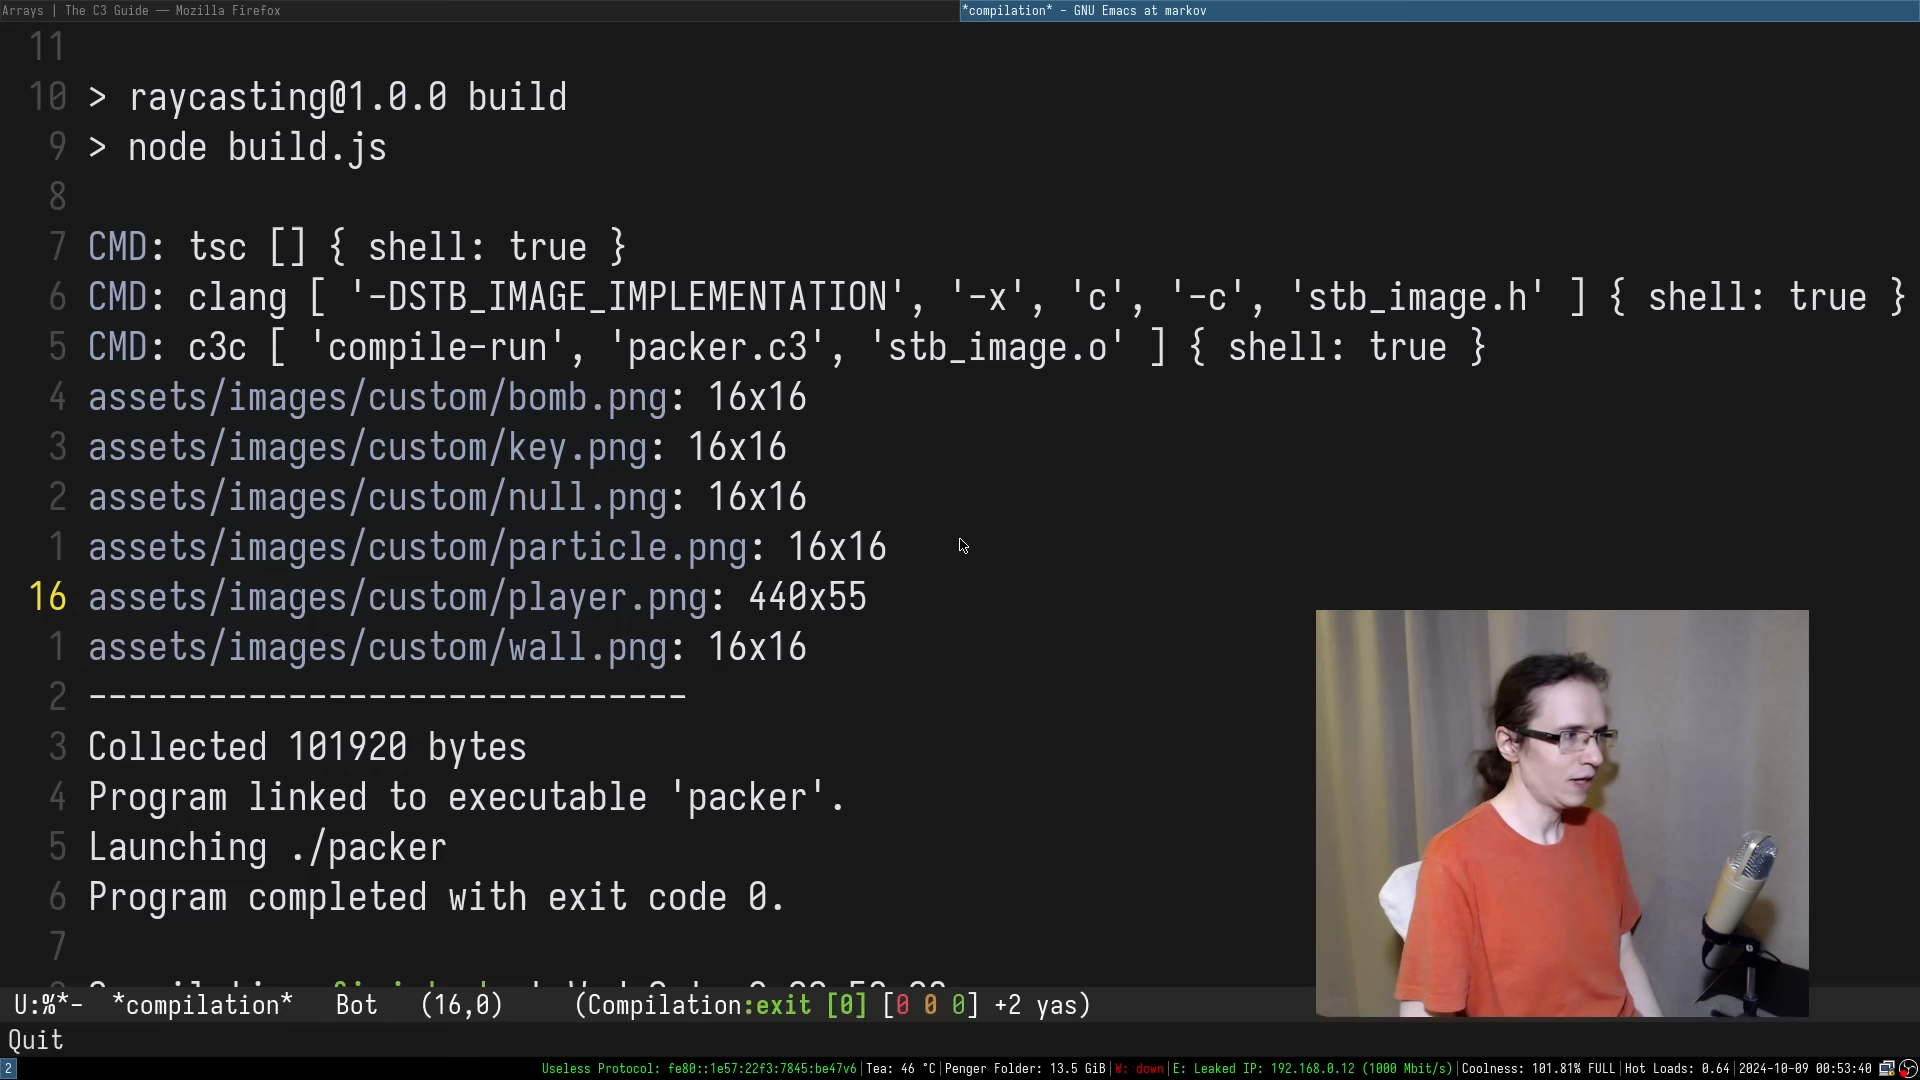 Arrays | The C3 Guide — Mozilla Firefox
*compilation* - GNU Emacs at markov
11
10 > raycasting@1.0.0 build
9 > node build.js
8
7 CMD: tsc [] { shell: true }
6 CMD: clang [ '-DSTB_IMAGE_IMPLEMENTATION', '-x', 'c', '-c', 'stb_image.h' ] { shell: true }
5 CMD: c3c [ 'compile-run', 'packer.c3', 'stb_image.o' ] { shell: true }
4 assets/images/custom/bomb.png: 16x16
3 assets/images/custom/key.png: 16x16
2 assets/images/custom/null.png: 16x16
1 assets/images/custom/particle.png: 16x16
16 assets/images/custom/player.png: 440x55
1 assets/images/custom/wall.png: 16x16
2 ------------------------------
3 Collected 101920 bytes
4 Program linked to executable 'packer'.
5 Launching ./packer
6 Program completed with exit code 0.
7
U:%*- *compilation* Bot (16,0) (Compilation:exit [0] [0 0 0] +2 yas)
Quit
2 Useless Protocol: fe80::1e57:22f3:7845:be47v6|Tea: 46 °C|Penger Folder: 13.5 GiB|W: down|E: Leaked IP: 192.168.0.12 (1000 Mbit/s)|Coolness: 101.81% FULL|Hot Loads: 0.64|2024-10-09 00:53:40